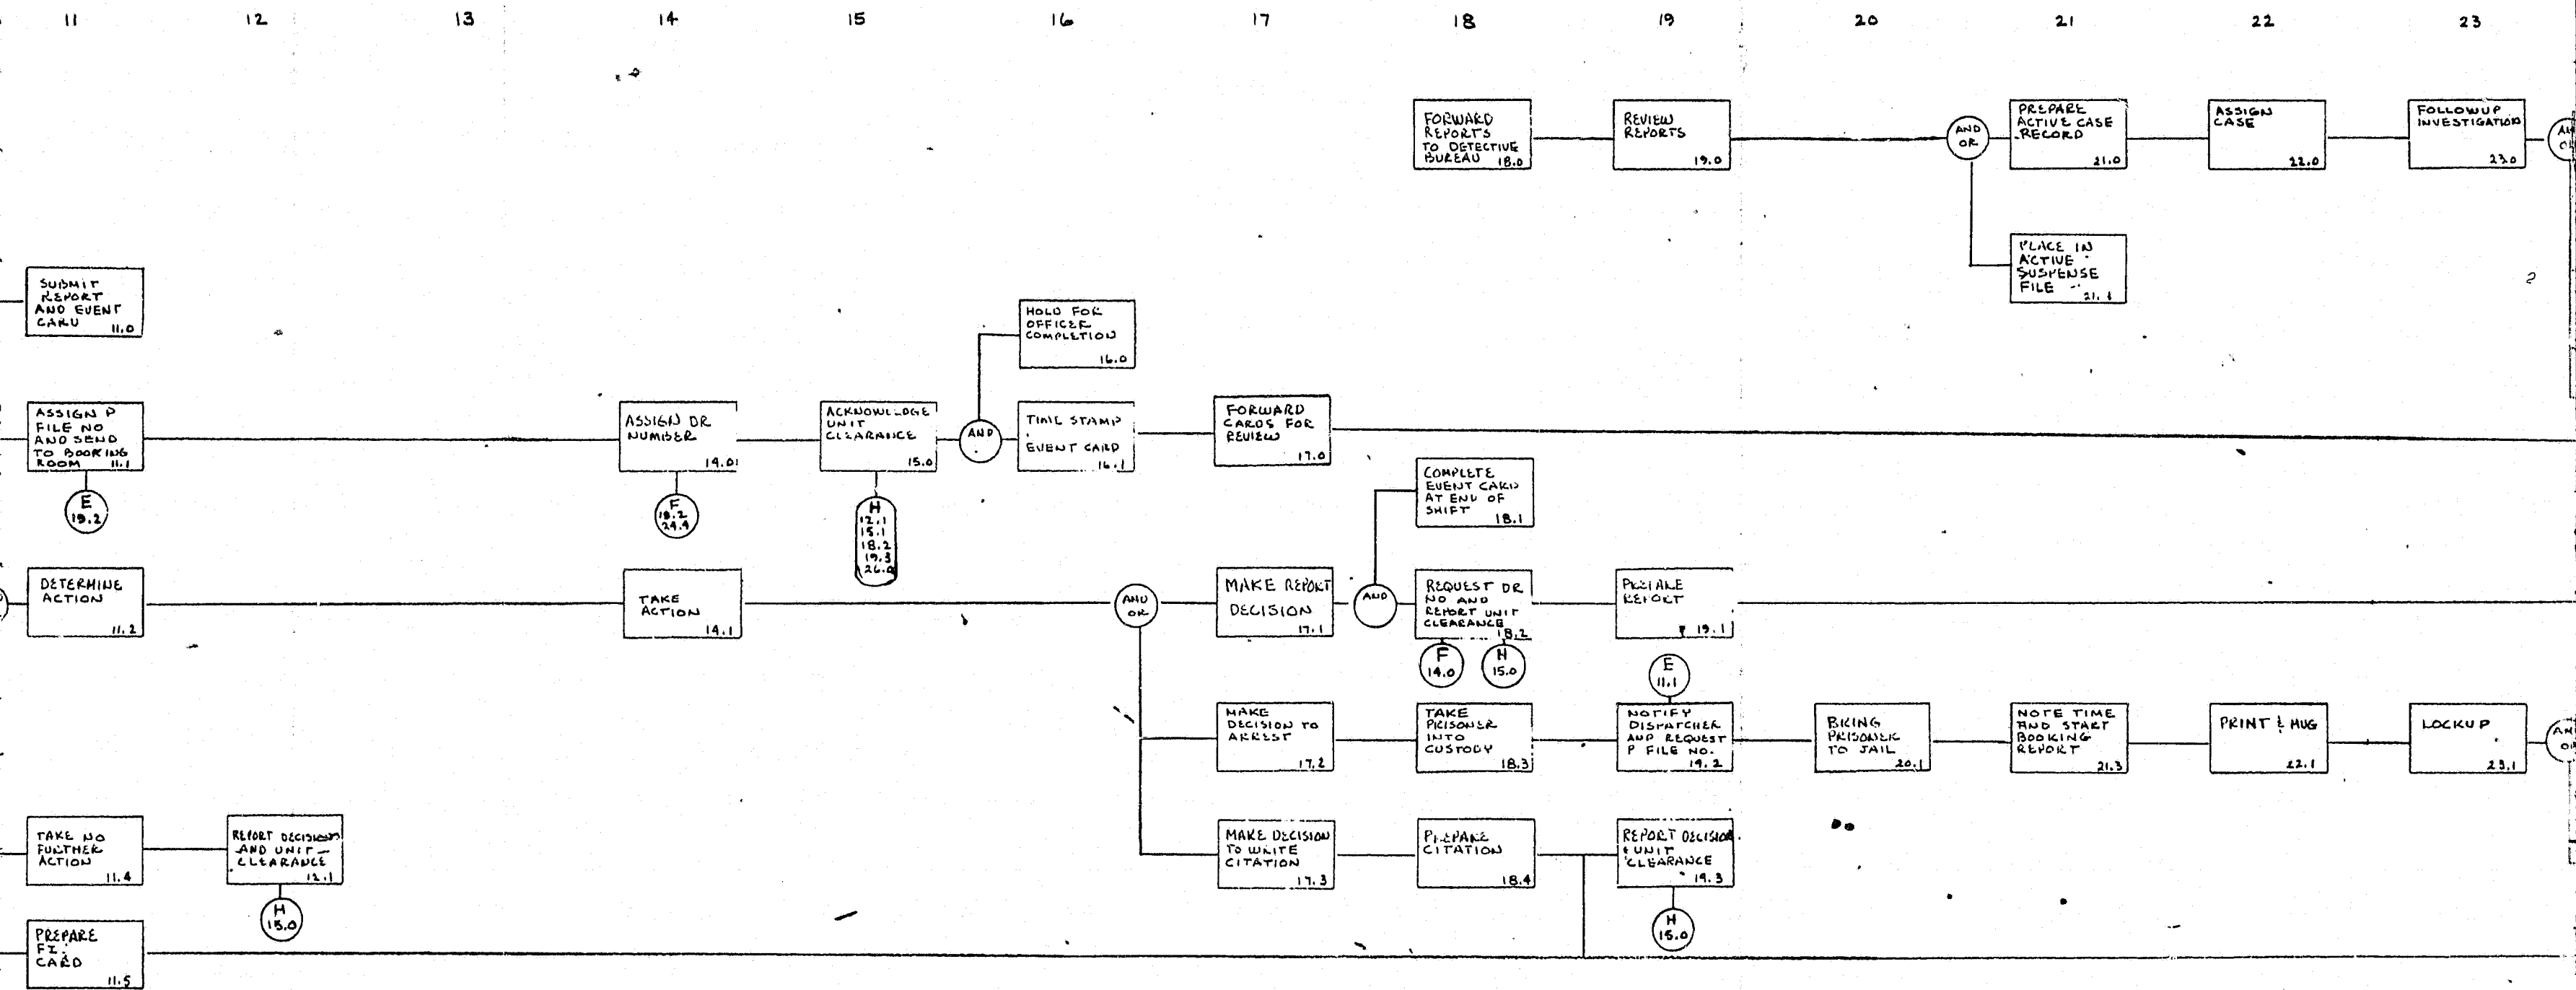 11 12 13 14 15 16 17 18 19 20 21 22 23
FORWARD
REPORTS
TO DETECTIVE
BUREAU 18.0
REVIEW
REPORTS
19.0
AND
OR
PREPARE
ACTIVE CASE
RECORD
21.0
ASSIGN
CASE
22.0
FOLLOWUP
INVESTIGATION
23.0
PLACE IN
ACTIVE
SUSPENSE
FILE
21.1
SUBMIT
REPORT
AND EVENT
CARD 11.0
HOLD FOR
OFFICER
COMPLETION
16.0
ASSIGN P
FILE NO
AND SEND
TO BOOKING
ROOM 11.1
E
19.2
ASSIGN DR
NUMBER
14.0
F
18.2
24.4
ACKNOWLEDGE
UNIT
CLEARANCE
15.0
H
12.1
15.1
18.2
19.3
26.0
AND
TIME STAMP
EVENT CARD
16.1
FORWARD
CARDS FOR
REVIEW
17.0
COMPLETE
EVENT CARD
AT END OF
SHIFT
18.1
DETERMINE
ACTION
11.2
TAKE
ACTION
14.1
AND
OR
MAKE REPORT
DECISION
17.1
AND
REQUEST DR
NO AND
REPORT UNIT
CLEARANCE
18.2
F
14.0
H
15.0
PREPARE
REPORT
19.1
E
11.1
MAKE
DECISION TO
ARREST
17.2
TAKE
PRISONER
INTO
CUSTODY
18.3
NOTIFY
DISPATCHER
AND REQUEST
P FILE NO.
19.2
BRING
PRISONER
TO JAIL
20.1
NOTE TIME
AND START
BOOKING
REPORT
21.3
PRINT & MUG
22.1
LOCKUP
23.1
TAKE NO
FURTHER
ACTION
11.4
REPORT DECISIONS
AND UNIT
CLEARANCE
12.1
H
15.0
MAKE DECISION
TO WRITE
CITATION
17.3
PREPARE
CITATION
18.4
REPORT DECISION
& UNIT
CLEARANCE
19.3
H
15.0
PREPARE
F.I.
CARD
11.5